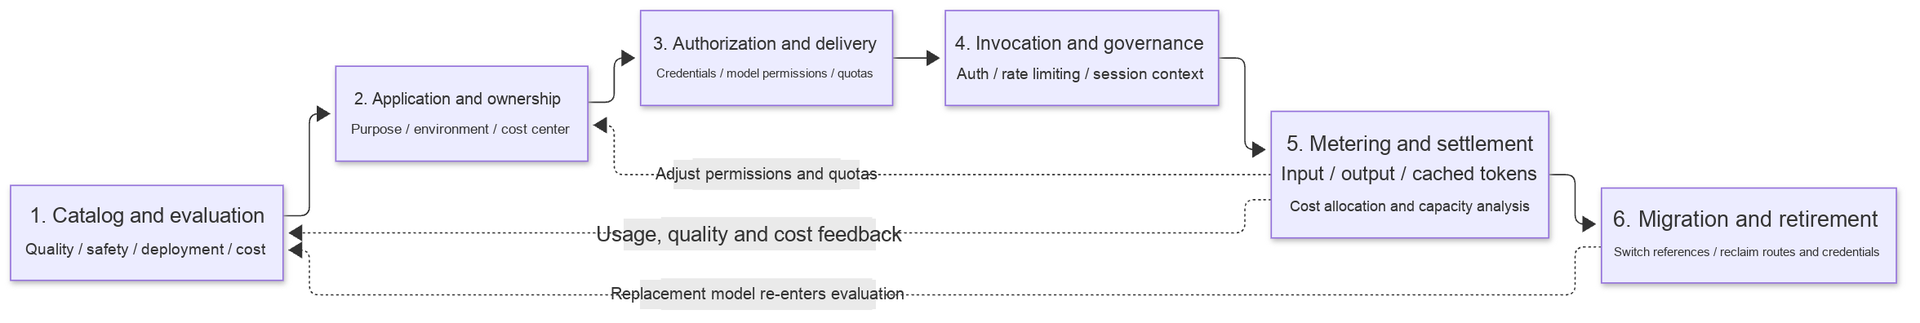 1. Catalog and evaluation
Quality / safety / deployment / cost
2. Application and ownership
Purpose / environment / cost center
3. Authorization and delivery
Credentials / model permissions / quotas
4. Invocation and governance
Auth / rate limiting / session context
5. Metering and settlement
Input / output / cached tokens
Cost allocation and capacity analysis
6. Migration and retirement
Switch references / reclaim routes and credentials
Adjust permissions and quotas
Usage, quality and cost feedback
Replacement model re-enters evaluation